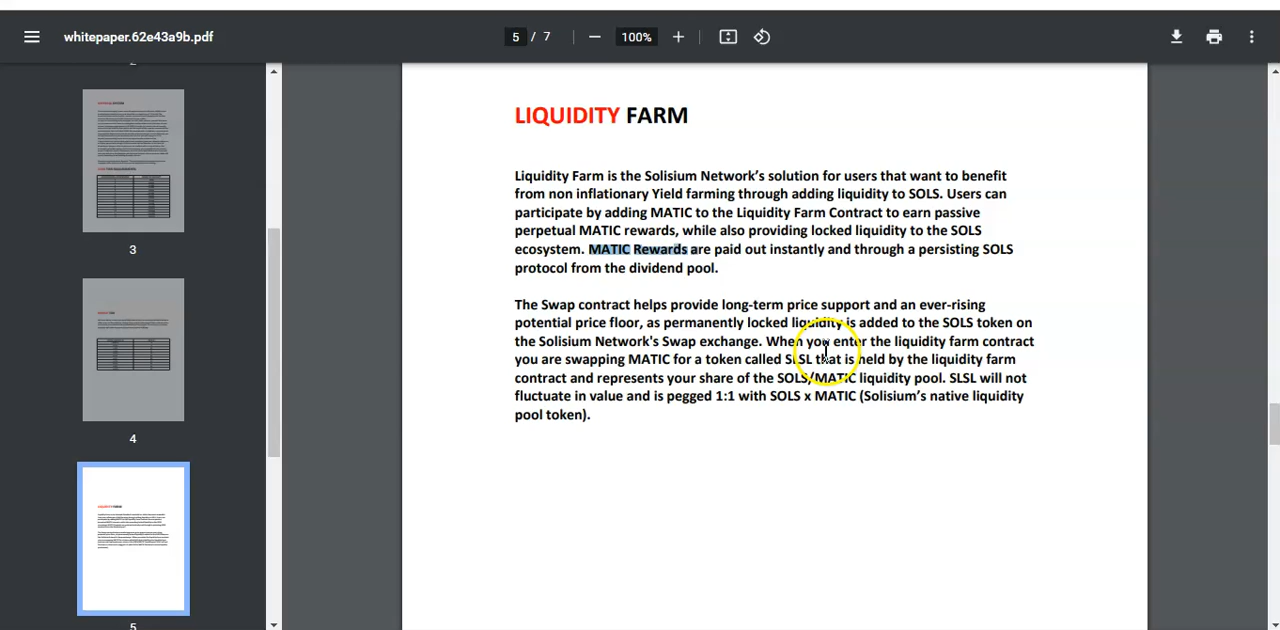 whitepaper.62e43a9b.pdf
5 / 7
100%
3
4
5
LIQUIDITY FARM
Liquidity Farm is the Solisium Network's solution for users that want to benefit
from non inflationary Yield farming through adding liquidity to SOLS. Users can
participate by adding MATIC to the Liquidity Farm Contract to earn passive
perpetual MATIC rewards, while also providing locked liquidity to the SOLS
ecosystem. MATIC Rewards are paid out instantly and through a persisting SOLS
protocol from the dividend pool.
The Swap contract helps provide long-term price support and an ever-rising
potential price floor, as permanently locked liquidity is added to the SOLS token on
the Solisium Network's Swap exchange. When you enter the liquidity farm contract
you are swapping MATIC for a token called SLSL that is held by the liquidity farm
contract and represents your share of the SOLS/MATIC liquidity pool. SLSL will not
fluctuate in value and is pegged 1:1 with SOLS x MATIC (Solisium's native liquidity
pool token).